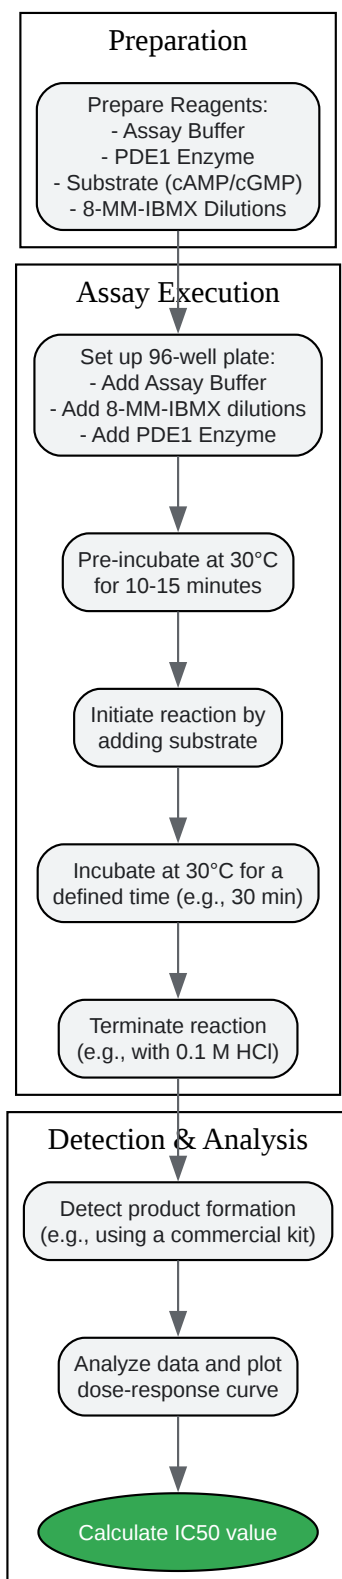 Preparation
Prepare Reagents:
- Assay Buffer
- PDE1 Enzyme
- Substrate (cAMP/cGMP)
- 8-MM-IBMX Dilutions
Assay Execution
Set up 96-well plate:
- Add Assay Buffer
- Add 8-MM-IBMX dilutions
- Add PDE1 Enzyme
Pre-incubate at 30°C
for 10-15 minutes
Initiate reaction by
adding substrate
Incubate at 30°C for a
defined time (e.g., 30 min)
Terminate reaction
(e.g., with 0.1 M HCl)
Detection & Analysis
Detect product formation
(e.g., using a commercial kit)
Analyze data and plot
dose-response curve
Calculate IC50 value